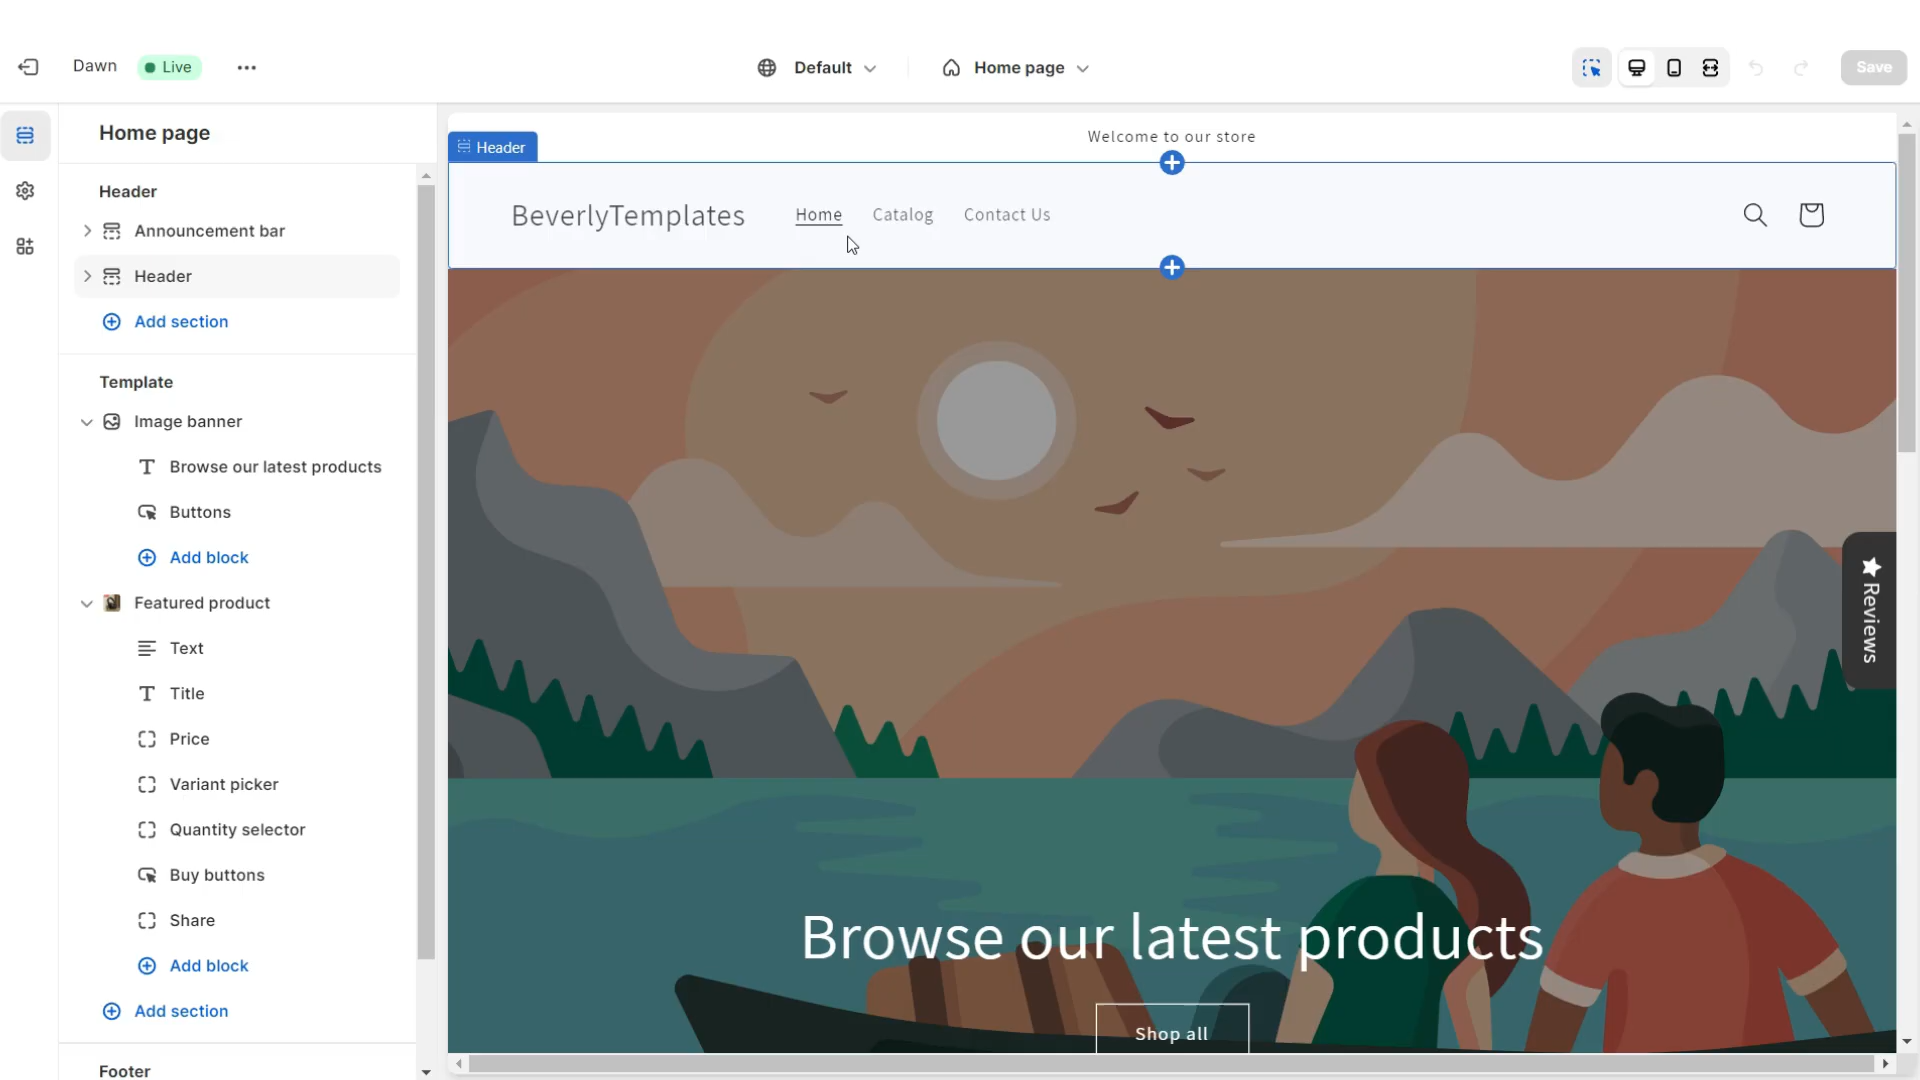 Dawn
Live
Default
Home page
Save
Home page
Header
Announcement bar
Header
Add section
Template
Image banner
Browse our latest products
Buttons
Add block
Featured product
Text
Title
Price
Variant picker
Quantity selector
Buy buttons
Share
Add block
Add section
Footer
Welcome to our store
Header
BeverlyTemplates
Home
Catalog
Contact Us
Reviews
Browse our latest products
Shop all